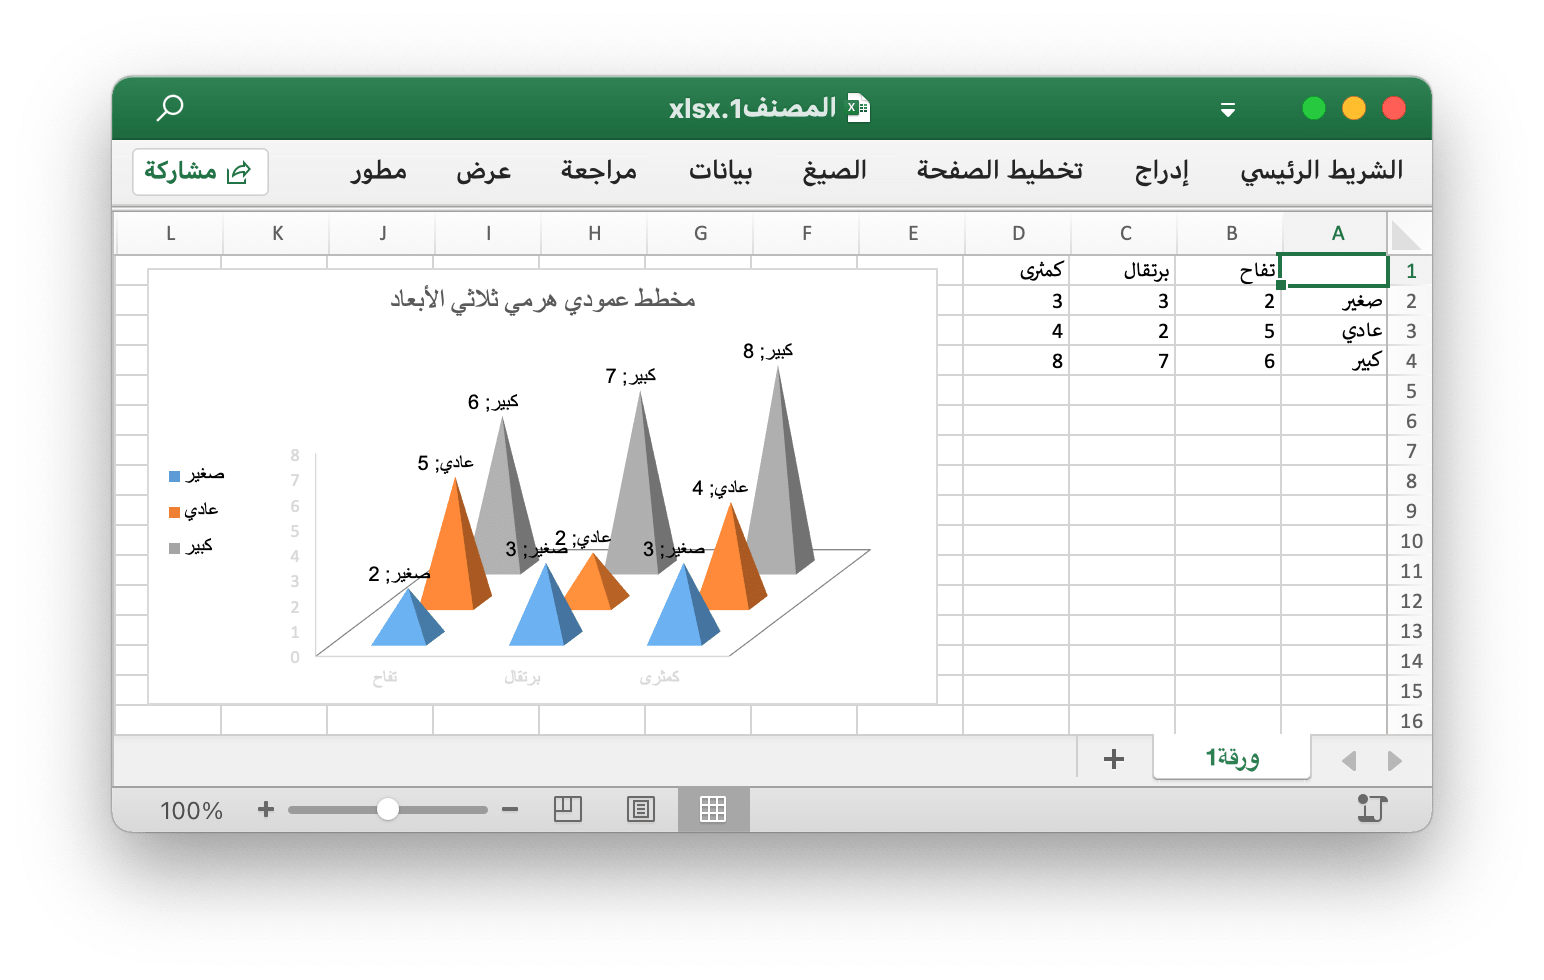 المصنف1.xlsx
الشريط الرئيسي إدراج تخطيط الصفحة الصيغ بيانات مراجعة عرض مطور مشاركة
A B C D E F G H I J K L
1 تفاح برتقال كمثرى
2 صغير 2 3 3
3 عادي 5 2 4
4 كبير 6 7 8
5
6
7
8
9
10
11
12
13
14
15
16
مخطط عمودي هرمي ثلاثي الأبعاد
كبير; 8
كبير; 7
كبير; 6
عادي; 5
عادي; 4
عادي; 2
صغير; 3
صغير; 3
صغير; 2
8
7
6
5
4
3
2
1
0
تفاح برتقال كمثرى
صغير
عادي
كبير
ورقة1
100%